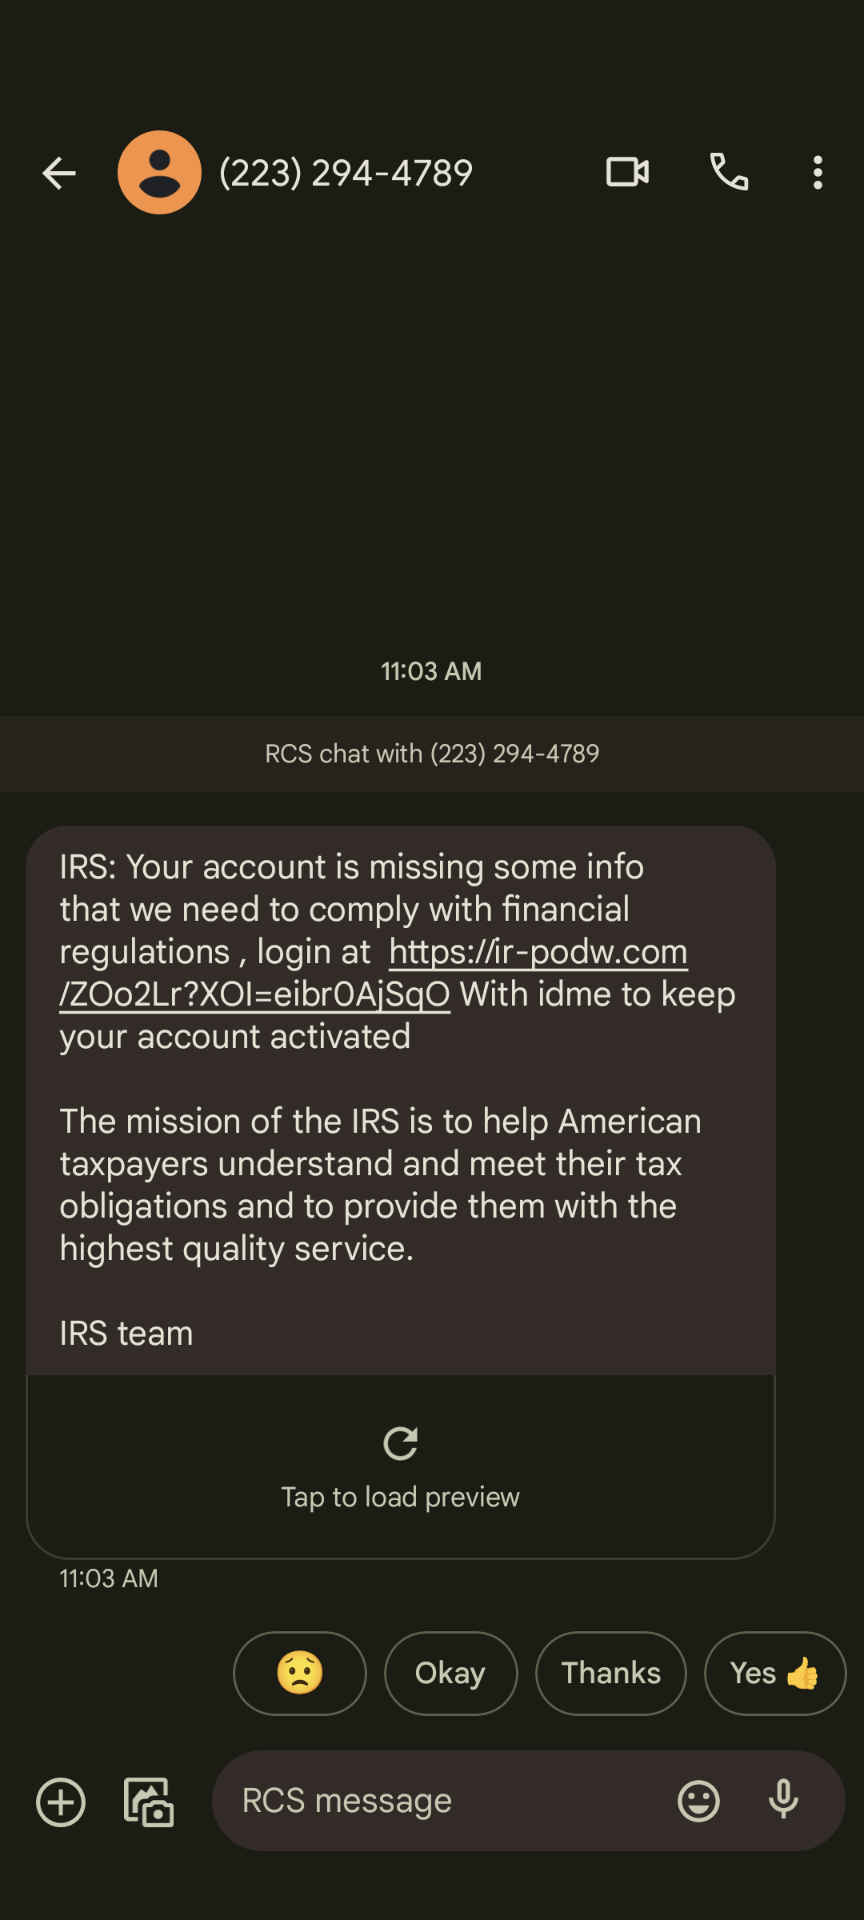 (223) 294-4789
11:03 AM
RCS chat with (223) 294-4789
IRS: Your account is missing some info
that we need to comply with financial
regulations , login at  https://ir-podw.com
/ZOo2Lr?XOI=eibr0AjSqO With idme to keep
your account activated
The mission of the IRS is to help American
taxpayers understand and meet their tax
obligations and to provide them with the
highest quality service.
IRS team
Tap to load preview
11:03 AM
😟 Okay Thanks Yes 👍
RCS message